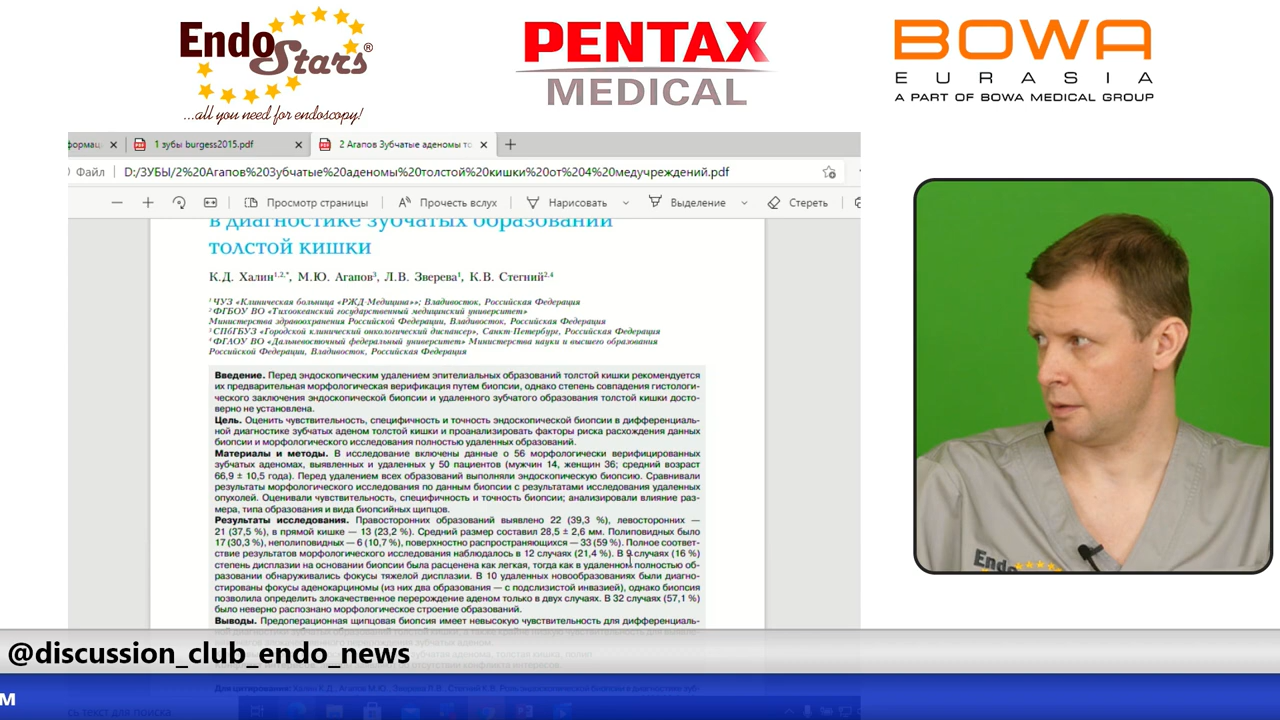 Endo Stars®
...all you need for endoscopy!
PENTAX
MEDICAL
BOWA
EURASIA
A PART OF BOWA MEDICAL GROUP
1 зубы burgess2015.pdf
2 Агапов Зубчатые аденомы то
Файл
D:/ЗУБЫ/2%20Агапов%20Зубчатые%20аденомы%20толстой%20кишки%20от%204%20медучреждений.pdf
Просмотр страницы
Прочесть вслух
Нарисовать
Выделение
Стереть
в диагностике зубчатых образований
толстой кишки
К.Д. Халин1,2,*, М.Ю. Агапов3, Л.В. Зверева1, К.В. Стегний2,4
1 ЧУЗ «Клиническая больница «РЖД-Медицина»»; Владивосток, Российская Федерация
2 ФГБОУ ВО «Тихоокеанский государственный медицинский университет»
Министерства здравоохранения Российской Федерации, Владивосток, Российская Федерация
3 СПбГБУЗ «Городской клинический онкологический диспансер», Санкт-Петербург, Российская Федерация
4 ФГАОУ ВО «Дальневосточный федеральный университет» Министерства науки и высшего образования
Российской Федерации, Владивосток, Российская Федерация
Введение. Перед эндоскопическим удалением эпителиальных образований толстой кишки рекомендуется
их предварительная морфологическая верификация путем биопсии, однако степень совпадения гистологи-
ческого заключения эндоскопической биопсии и удаленного зубчатого образования толстой кишки досто-
верно не установлена.
Цель. Оценить чувствительность, специфичность и точность эндоскопической биопсии в дифференциаль-
ной диагностике зубчатых аденом толстой кишки и проанализировать факторы риска расхождения данных
биопсии и морфологического исследования полностью удаленных образований.
Материалы и методы. В исследование включены данные о 56 морфологически верифицированных
зубчатых аденомах, выявленных и удаленных у 50 пациентов (мужчин 14, женщин 36; средний возраст
66,9 ± 10,5 года). Перед удалением всех образований выполняли эндоскопическую биопсию. Сравнивали
результаты морфологического исследования по данным биопсии с результатами исследования удаленных
опухолей. Оценивали чувствительность, специфичность и точность биопсии; анализировали влияние раз-
мера, типа образования и вида биопсийных щипцов.
Результаты исследования. Правосторонних образований выявлено 22 (39,3 %), левосторонних —
21 (37,5 %), в прямой кишке — 13 (23,2 %). Средний размер составил 28,5 ± 2,6 мм. Полиповидных было
17 (30,3 %), неполиповидных — 6 (10,7 %), поверхностно распространяющихся — 33 (59 %). Полное соответ-
ствие результатов морфологического исследования наблюдалось в 12 случаях (21,4 %). В 9 случаях (16 %)
степень дисплазии на основании биопсии была расценена как легкая, тогда как в удаленном полностью об-
разовании обнаруживались фокусы тяжелой дисплазии. В 10 удаленных новообразованиях были диагно-
стированы фокусы аденокарциномы (из них два образования — с подслизистой инвазией), однако биопсия
позволила определить злокачественное перерождение аденом только в двух случаях. В 32 случаях (57,1 %)
было неверно распознано морфологическое строение образований.
Выводы. Предоперационная щипцовая биопсия имеет невысокую чувствительность для дифференциаль-
Endo
@discussion_club_endo_news
м